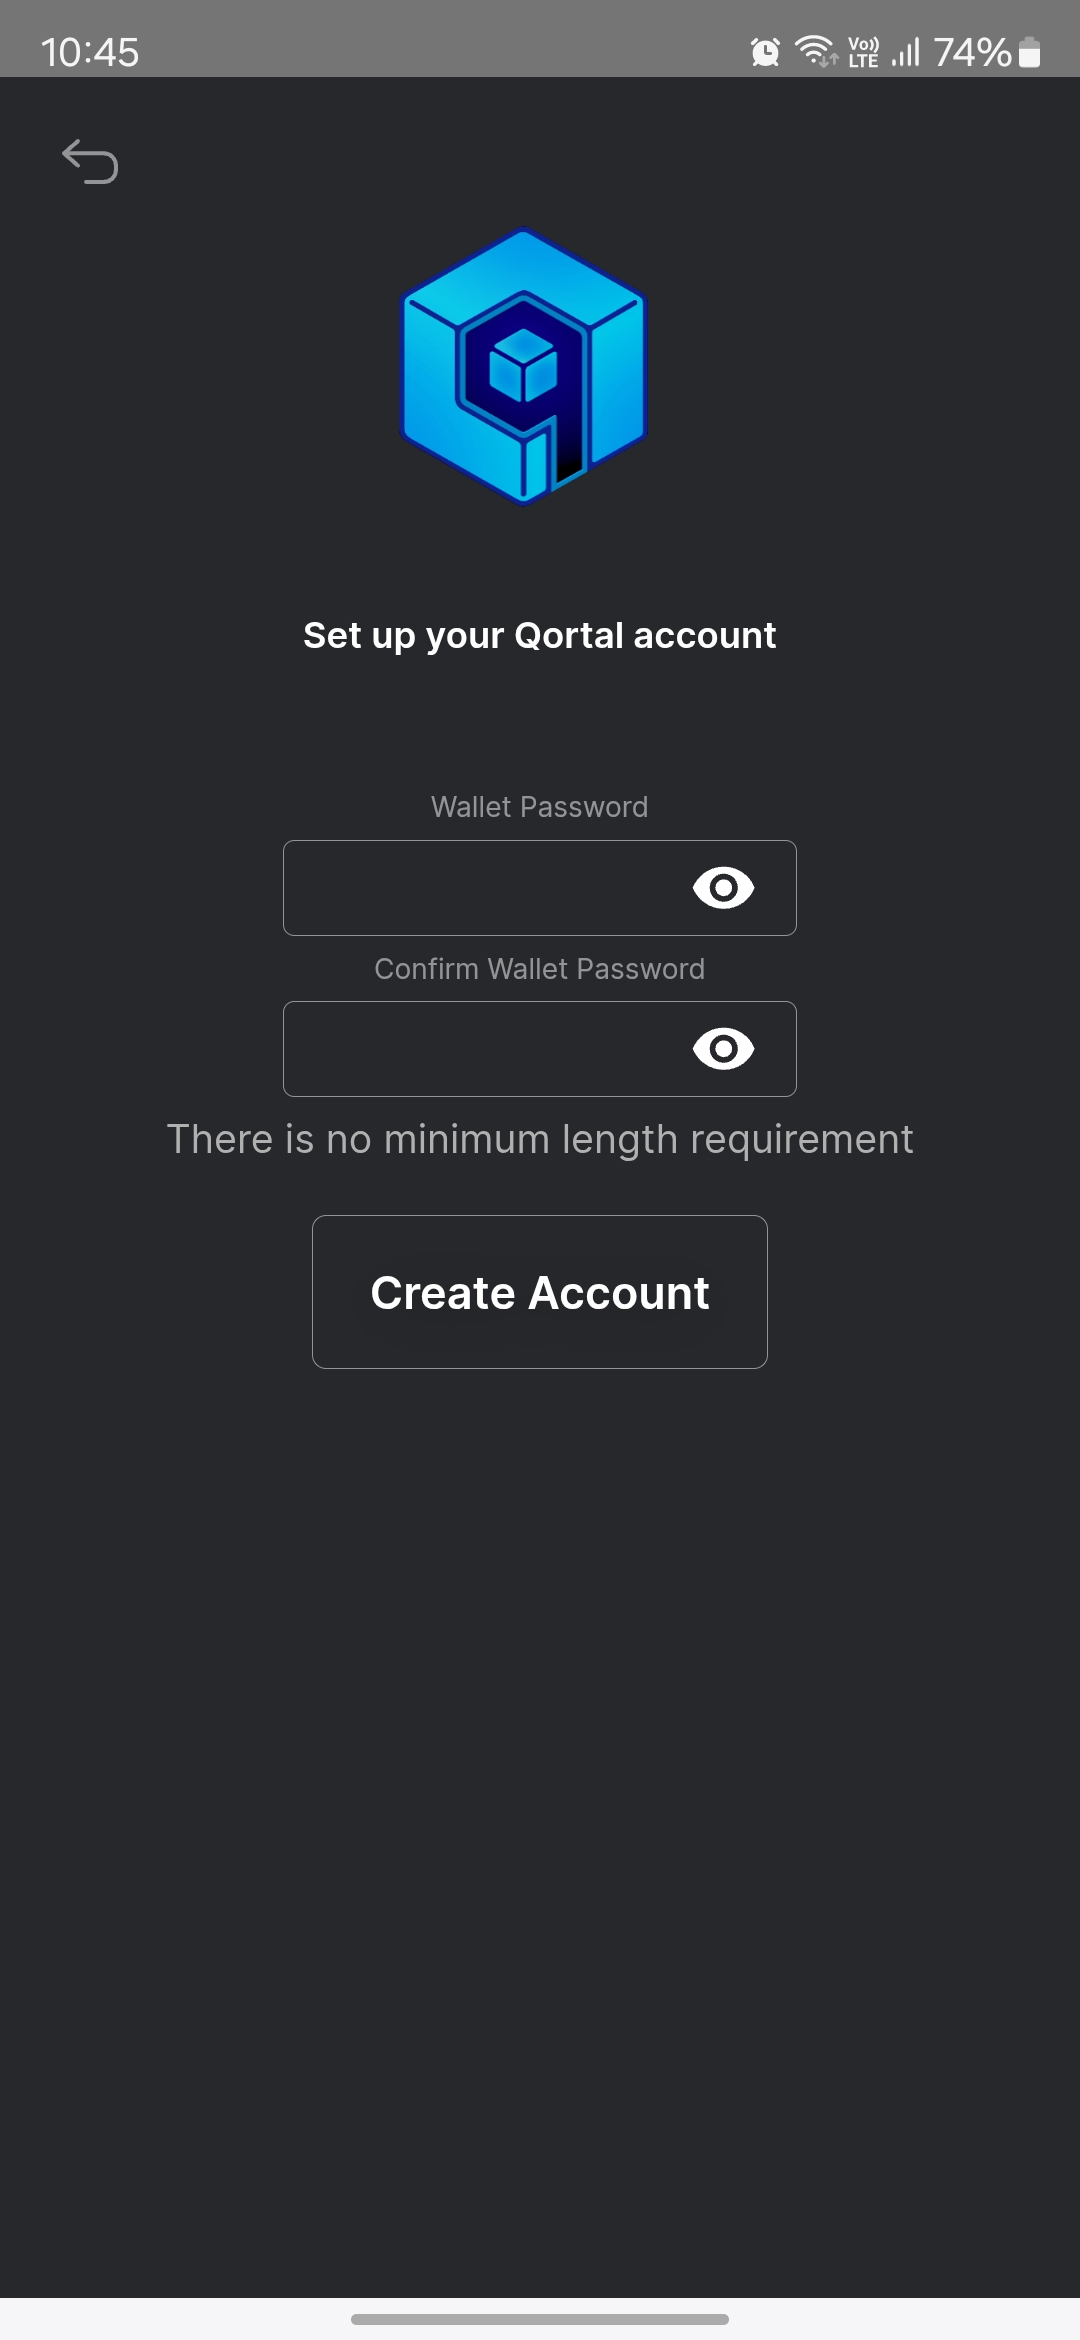 10:45
Vo)) LTE 74%
Set up your Qortal account
Wallet Password
Confirm Wallet Password
There is no minimum length requirement
Create Account